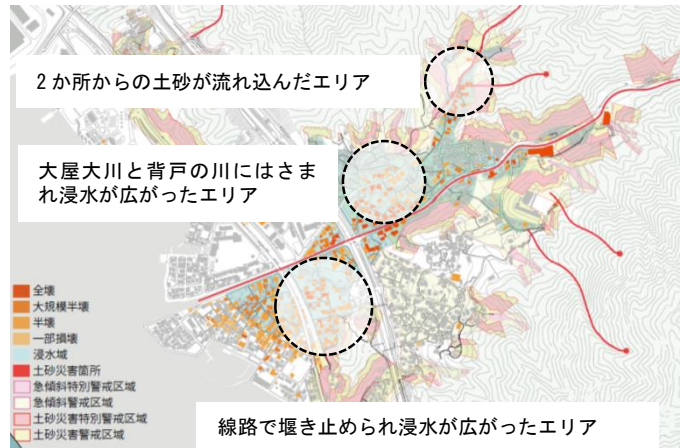 2か所からの土砂が流れ込んだエリア
大屋大川と背戸の川にはさま
れ浸水が広がったエリア
全壊
大規模半壊
半壊
一部損壊
浸水域
土砂災害箇所
急傾斜特別警戒区域
急傾斜警戒区域
土砂災害特別警戒区域
土砂災害警戒区域
線路で堰き止められ浸水が広がったエリア